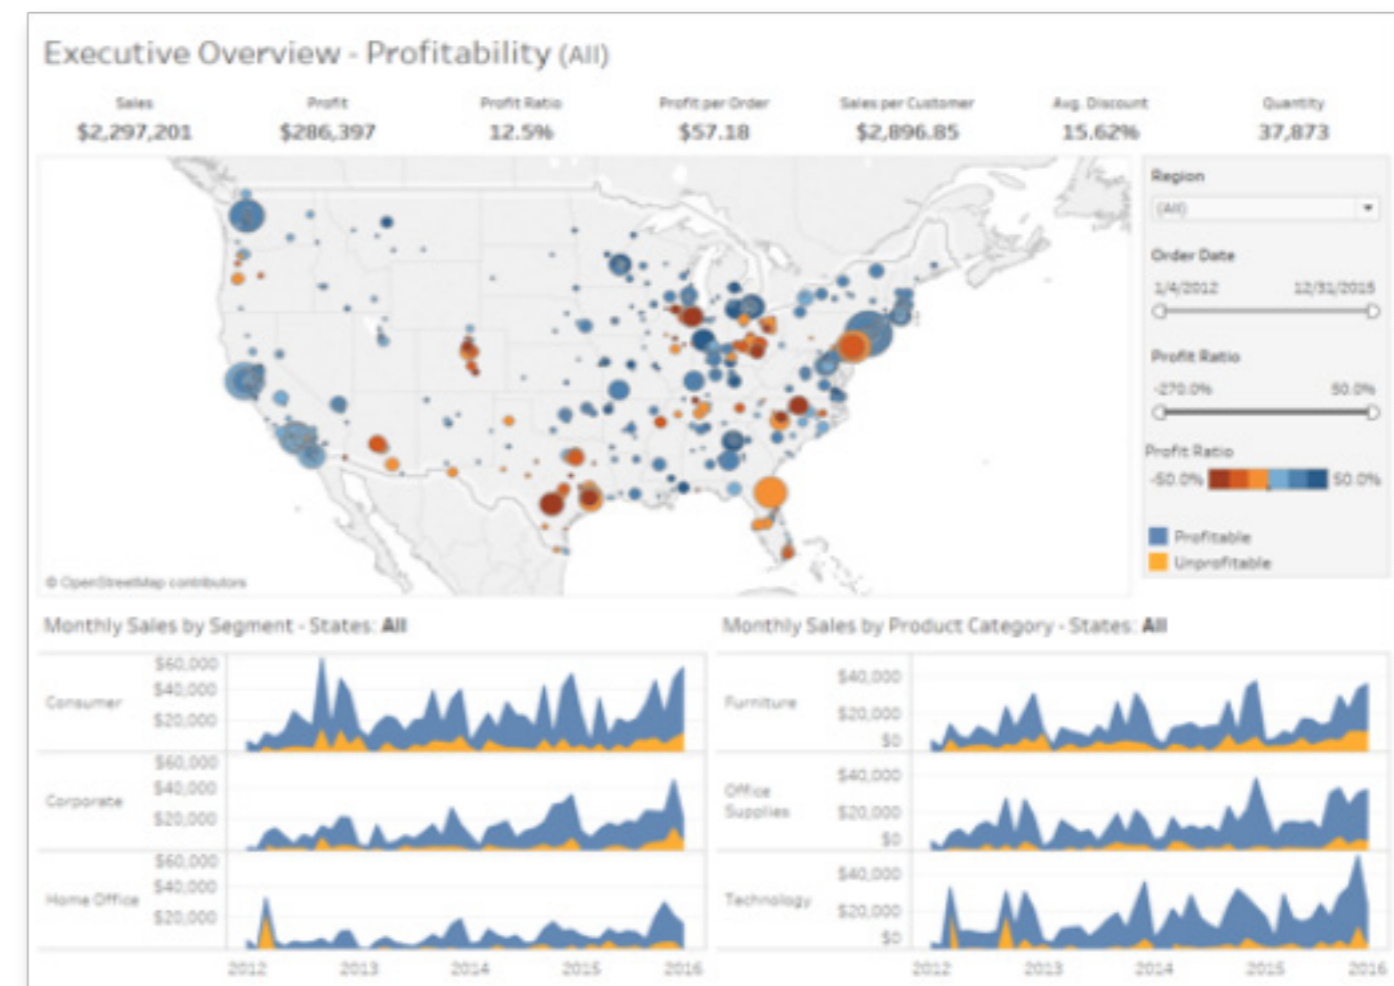 Executive Overview - Profitability (All)
Sales Profit Profit Ratio Profit per Order Sales per Customer Avg. Discount Quantity
$2,297,201 $286,397 12.5% $57.18 $2,896.85 15.62% 37,873
Region
(All)
Order Date
1/4/2012 12/31/2015
Profit Ratio
-270.0% 50.0%
Profit Ratio
-50.0% 50.0%
Profitable
Unprofitable
© OpenStreetMap contributors
Monthly Sales by Segment - States: All
Consumer
$60,000
$40,000
$20,000
Corporate
$60,000
$40,000
$20,000
Home Office
$60,000
$40,000
$20,000
2012 2013 2014 2015 2016
Monthly Sales by Product Category - States: All
Furniture
$40,000
$20,000
$0
Office
Supplies
$40,000
$20,000
$0
Technology
$40,000
$20,000
$0
2012 2013 2014 2015 2016